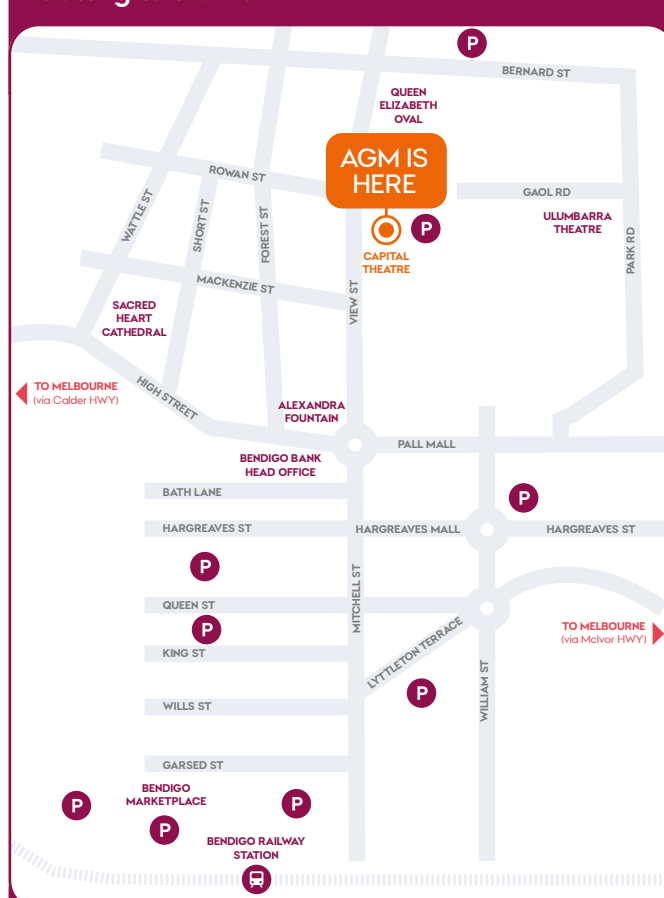 P
BERNARD ST
QUEEN
ELIZABETH
OVAL
AGM IS
HERE
ROWAN ST
GAOL RD
WATTLE ST
SHORT ST
FOREST ST
ULUMBARRA
THEATRE
P
PARK RD
CAPITAL
THEATRE
MACKENZIE ST
VIEW ST
SACRED
HEART
CATHEDRAL
TO MELBOURNE
(via Calder HWY)
HIGH STREET
ALEXANDRA
FOUNTAIN
PALL MALL
BENDIGO BANK
HEAD OFFICE
BATH LANE
P
HARGREAVES ST
HARGREAVES MALL
HARGREAVES ST
P
MITCHELL ST
QUEEN ST
P
TO MELBOURNE
(via McIvor HWY)
LYTTLETON TERRACE
KING ST
WILLIAM ST
P
WILLS ST
GARSED ST
BENDIGO
MARKETPLACE
P
P
P
BENDIGO RAILWAY
STATION